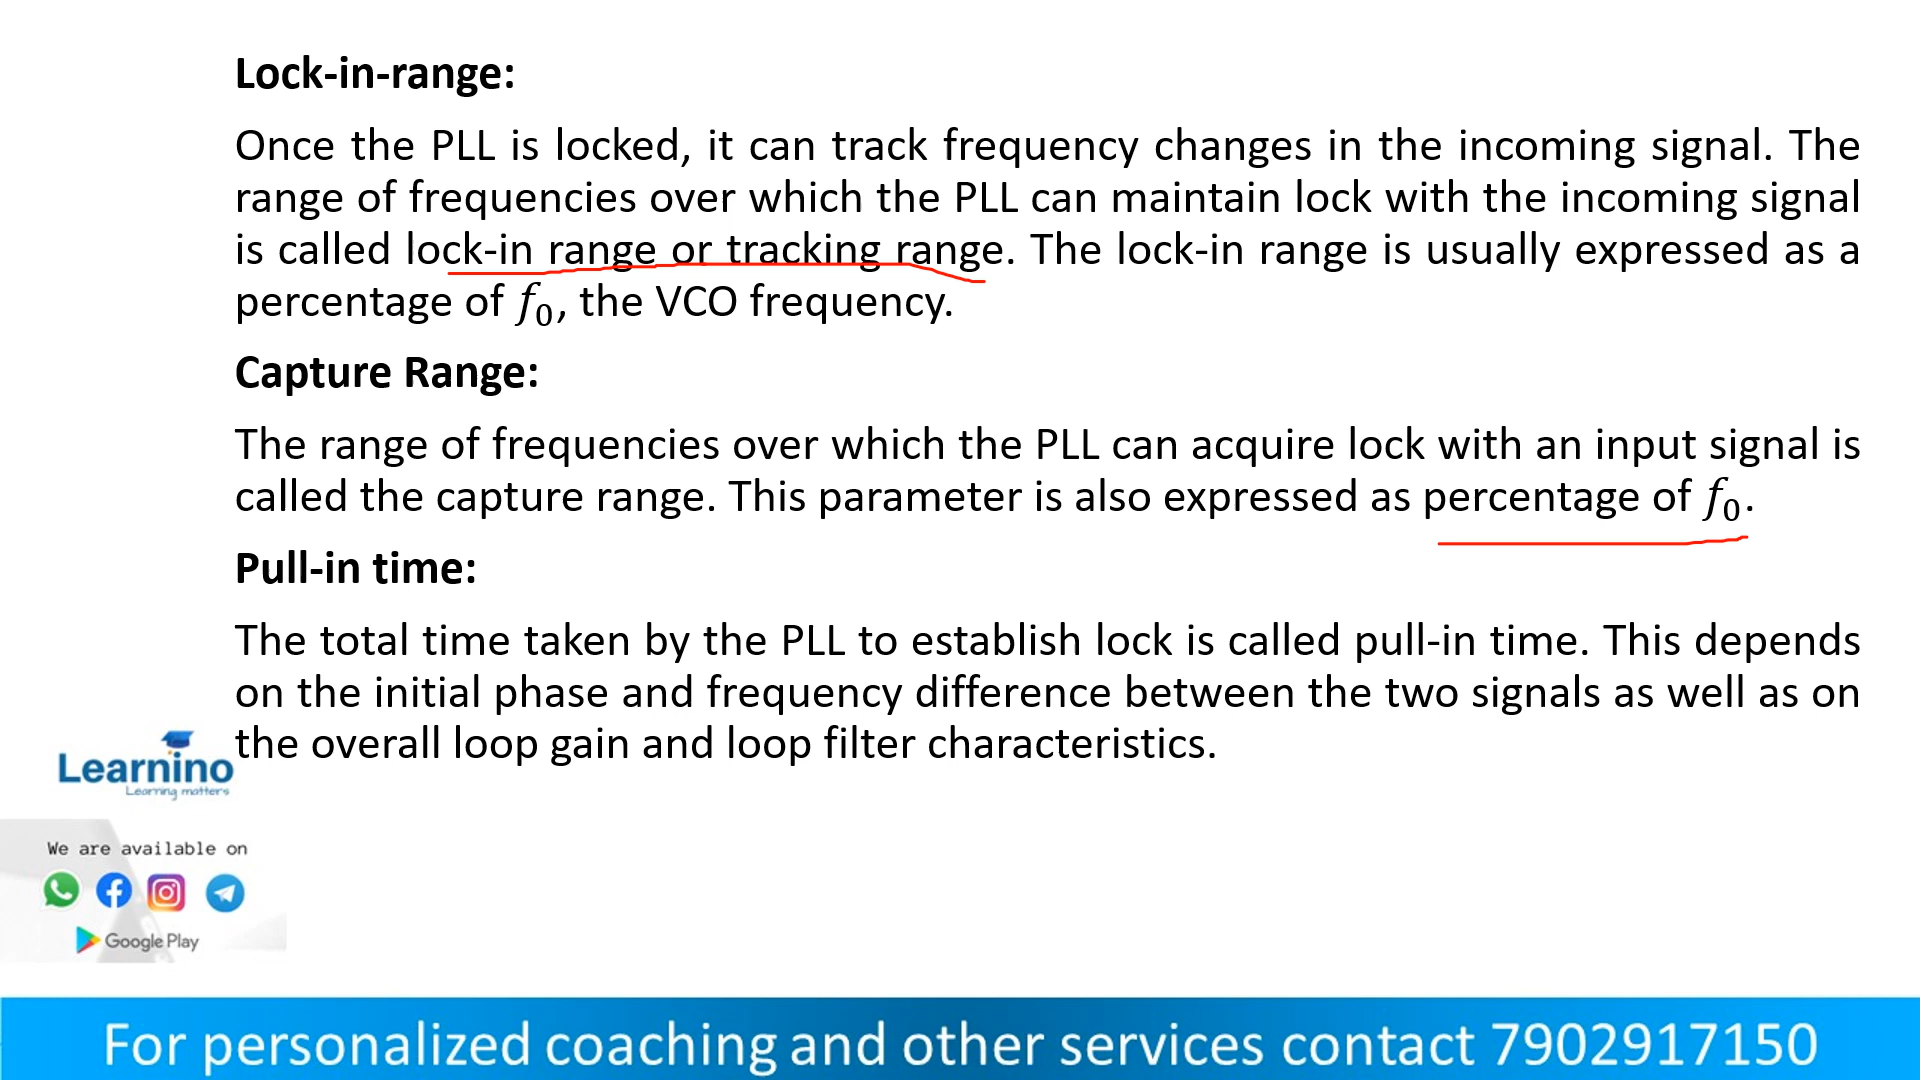 Lock-in-range:
Once the PLL is locked, it can track frequency changes in the incoming signal. The
range of frequencies over which the PLL can maintain lock with the incoming signal
is called lock-in range or tracking range. The lock-in range is usually expressed as a
percentage of f₀, the VCO frequency.
Capture Range:
The range of frequencies over which the PLL can acquire lock with an input signal is
called the capture range. This parameter is also expressed as percentage of f₀.
Pull-in time:
The total time taken by the PLL to establish lock is called pull-in time. This depends
on the initial phase and frequency difference between the two signals as well as on
the overall loop gain and loop filter characteristics.
Learnino
Learning matters
We are available on
Google Play
For personalized coaching and other services contact 7902917150